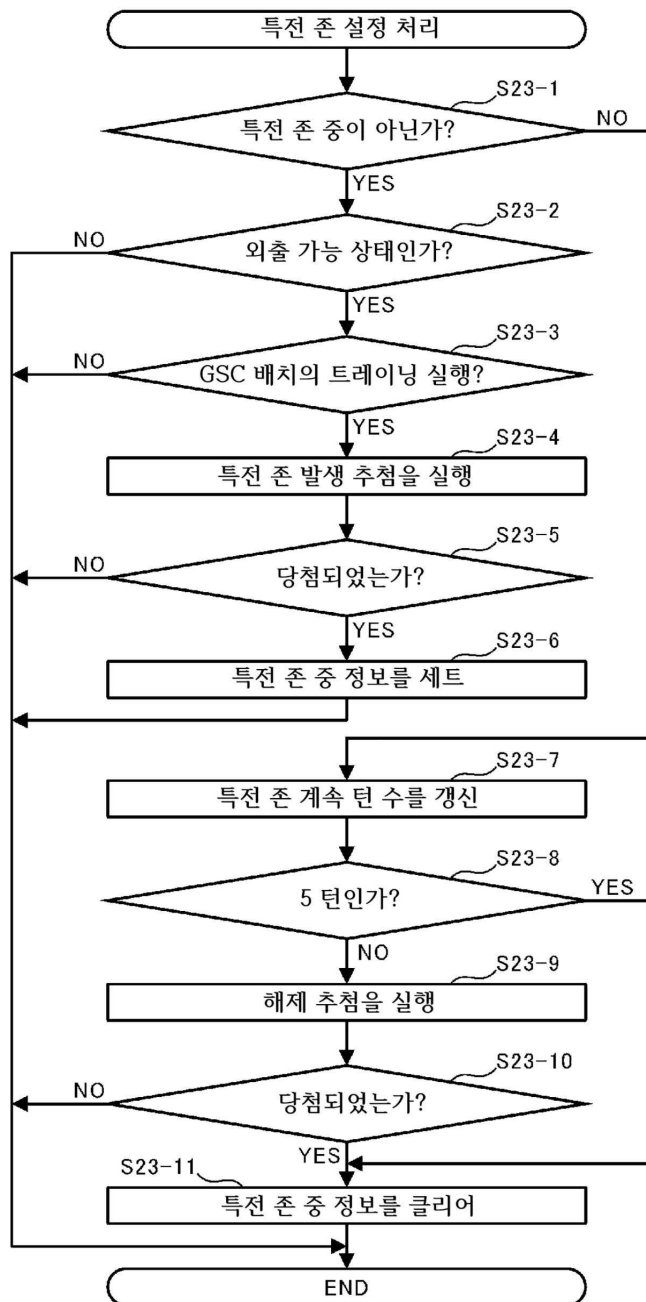 특전 존 설정 처리
S23-1
특전 존 중이 아닌가?
NO
YES
S23-2
NO
외출 가능 상태인가?
YES
S23-3
NO
GSC 배치의 트레이닝 실행?
YES
S23-4
특전 존 발생 추첨을 실행
S23-5
NO
당첨되었는가?
YES
S23-6
특전 존 중 정보를 세트
S23-7
특전 존 계속 턴 수를 갱신
S23-8
5 턴인가?
YES
NO
S23-9
해제 추첨을 실행
S23-10
NO
당첨되었는가?
YES
S23-11
특전 존 중 정보를 클리어
END